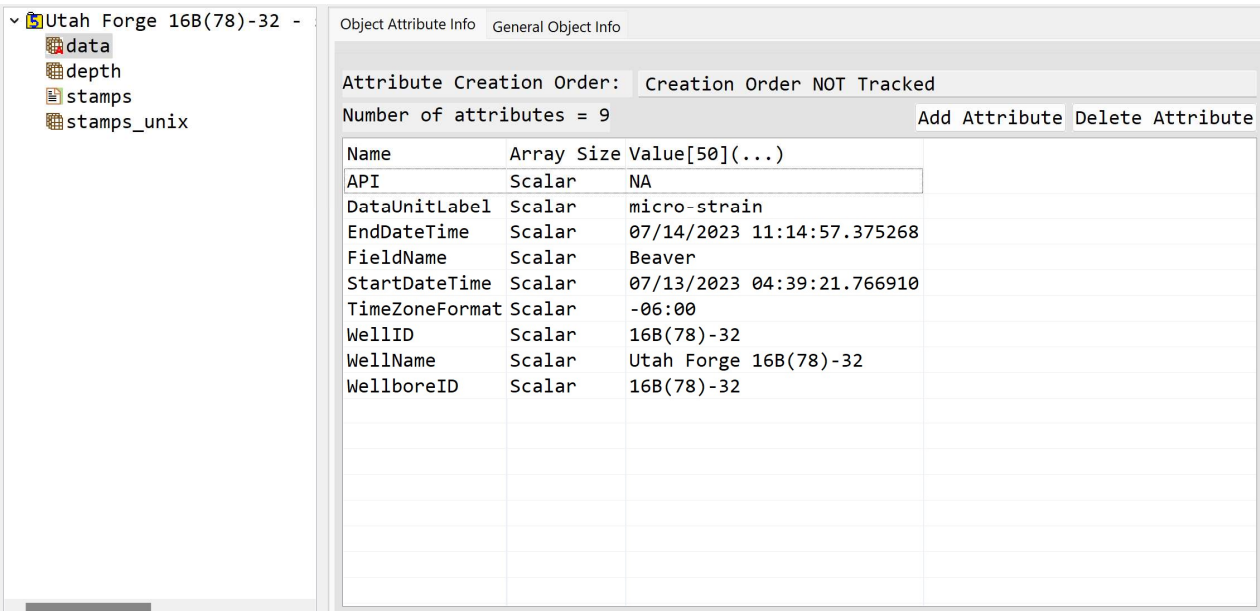 Utah Forge 16B(78)-32 -
data
depth
stamps
stamps_unix
Object Attribute Info General Object Info
Attribute Creation Order: Creation Order NOT Tracked
Number of attributes = 9
Add Attribute Delete Attribute
Name Array Size Value[50](...)
API Scalar NA
DataUnitLabel Scalar micro-strain
EndDateTime Scalar 07/14/2023 11:14:57.375268
FieldName Scalar Beaver
StartDateTime Scalar 07/13/2023 04:39:21.766910
TimeZoneFormat Scalar -06:00
WellID Scalar 16B(78)-32
WellName Scalar Utah Forge 16B(78)-32
WellboreID Scalar 16B(78)-32